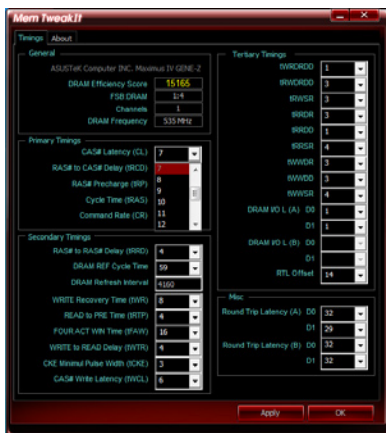 Mem TweakIt
Timings About
General
ASUSTeK Computer INC. Maximus IV GENE-Z
DRAM Efficiency Score 15165
FSB DRAM 1:4
Channels 1
DRAM Frequency 535 MHz
Primary Timings
CAS# Latency (CL) 7
RAS# to CAS# Delay (tRCD) 7
8
RAS# Precharge (tRP) 9
Cycle Time (tRAS) 10
Command Rate (CR) 11
12
Secondary Timings
RAS# to RAS# Delay (tRRD) 4
DRAM REF Cycle Time 59
DRAM Refresh Interval 4160
WRITE Recovery Time (tWR) 8
READ to PRE Time (tRTP) 4
FOUR ACT WIN Time (tFAW) 16
WRITE to READ Delay (tWTR) 4
CKE Minimul Pulse Width (tCKE) 3
CAS# Write Latency (tWCL) 6
Tertiary Timings
tWRDRDD 1
tRWDRDD 3
tRWSR 3
tRRDR 3
tRRDD 1
tRRSR 4
tWWDR 3
tWWDD 3
tWWSR 4
DRAM I/O L (A) D0 1
D1 1
DRAM I/O L (B) D0
D1
RTL Offset 14
Misc
Round Trip Latency (A) D0 32
D1 29
Round Trip Latency (B) D0 32
D1 32
Apply OK